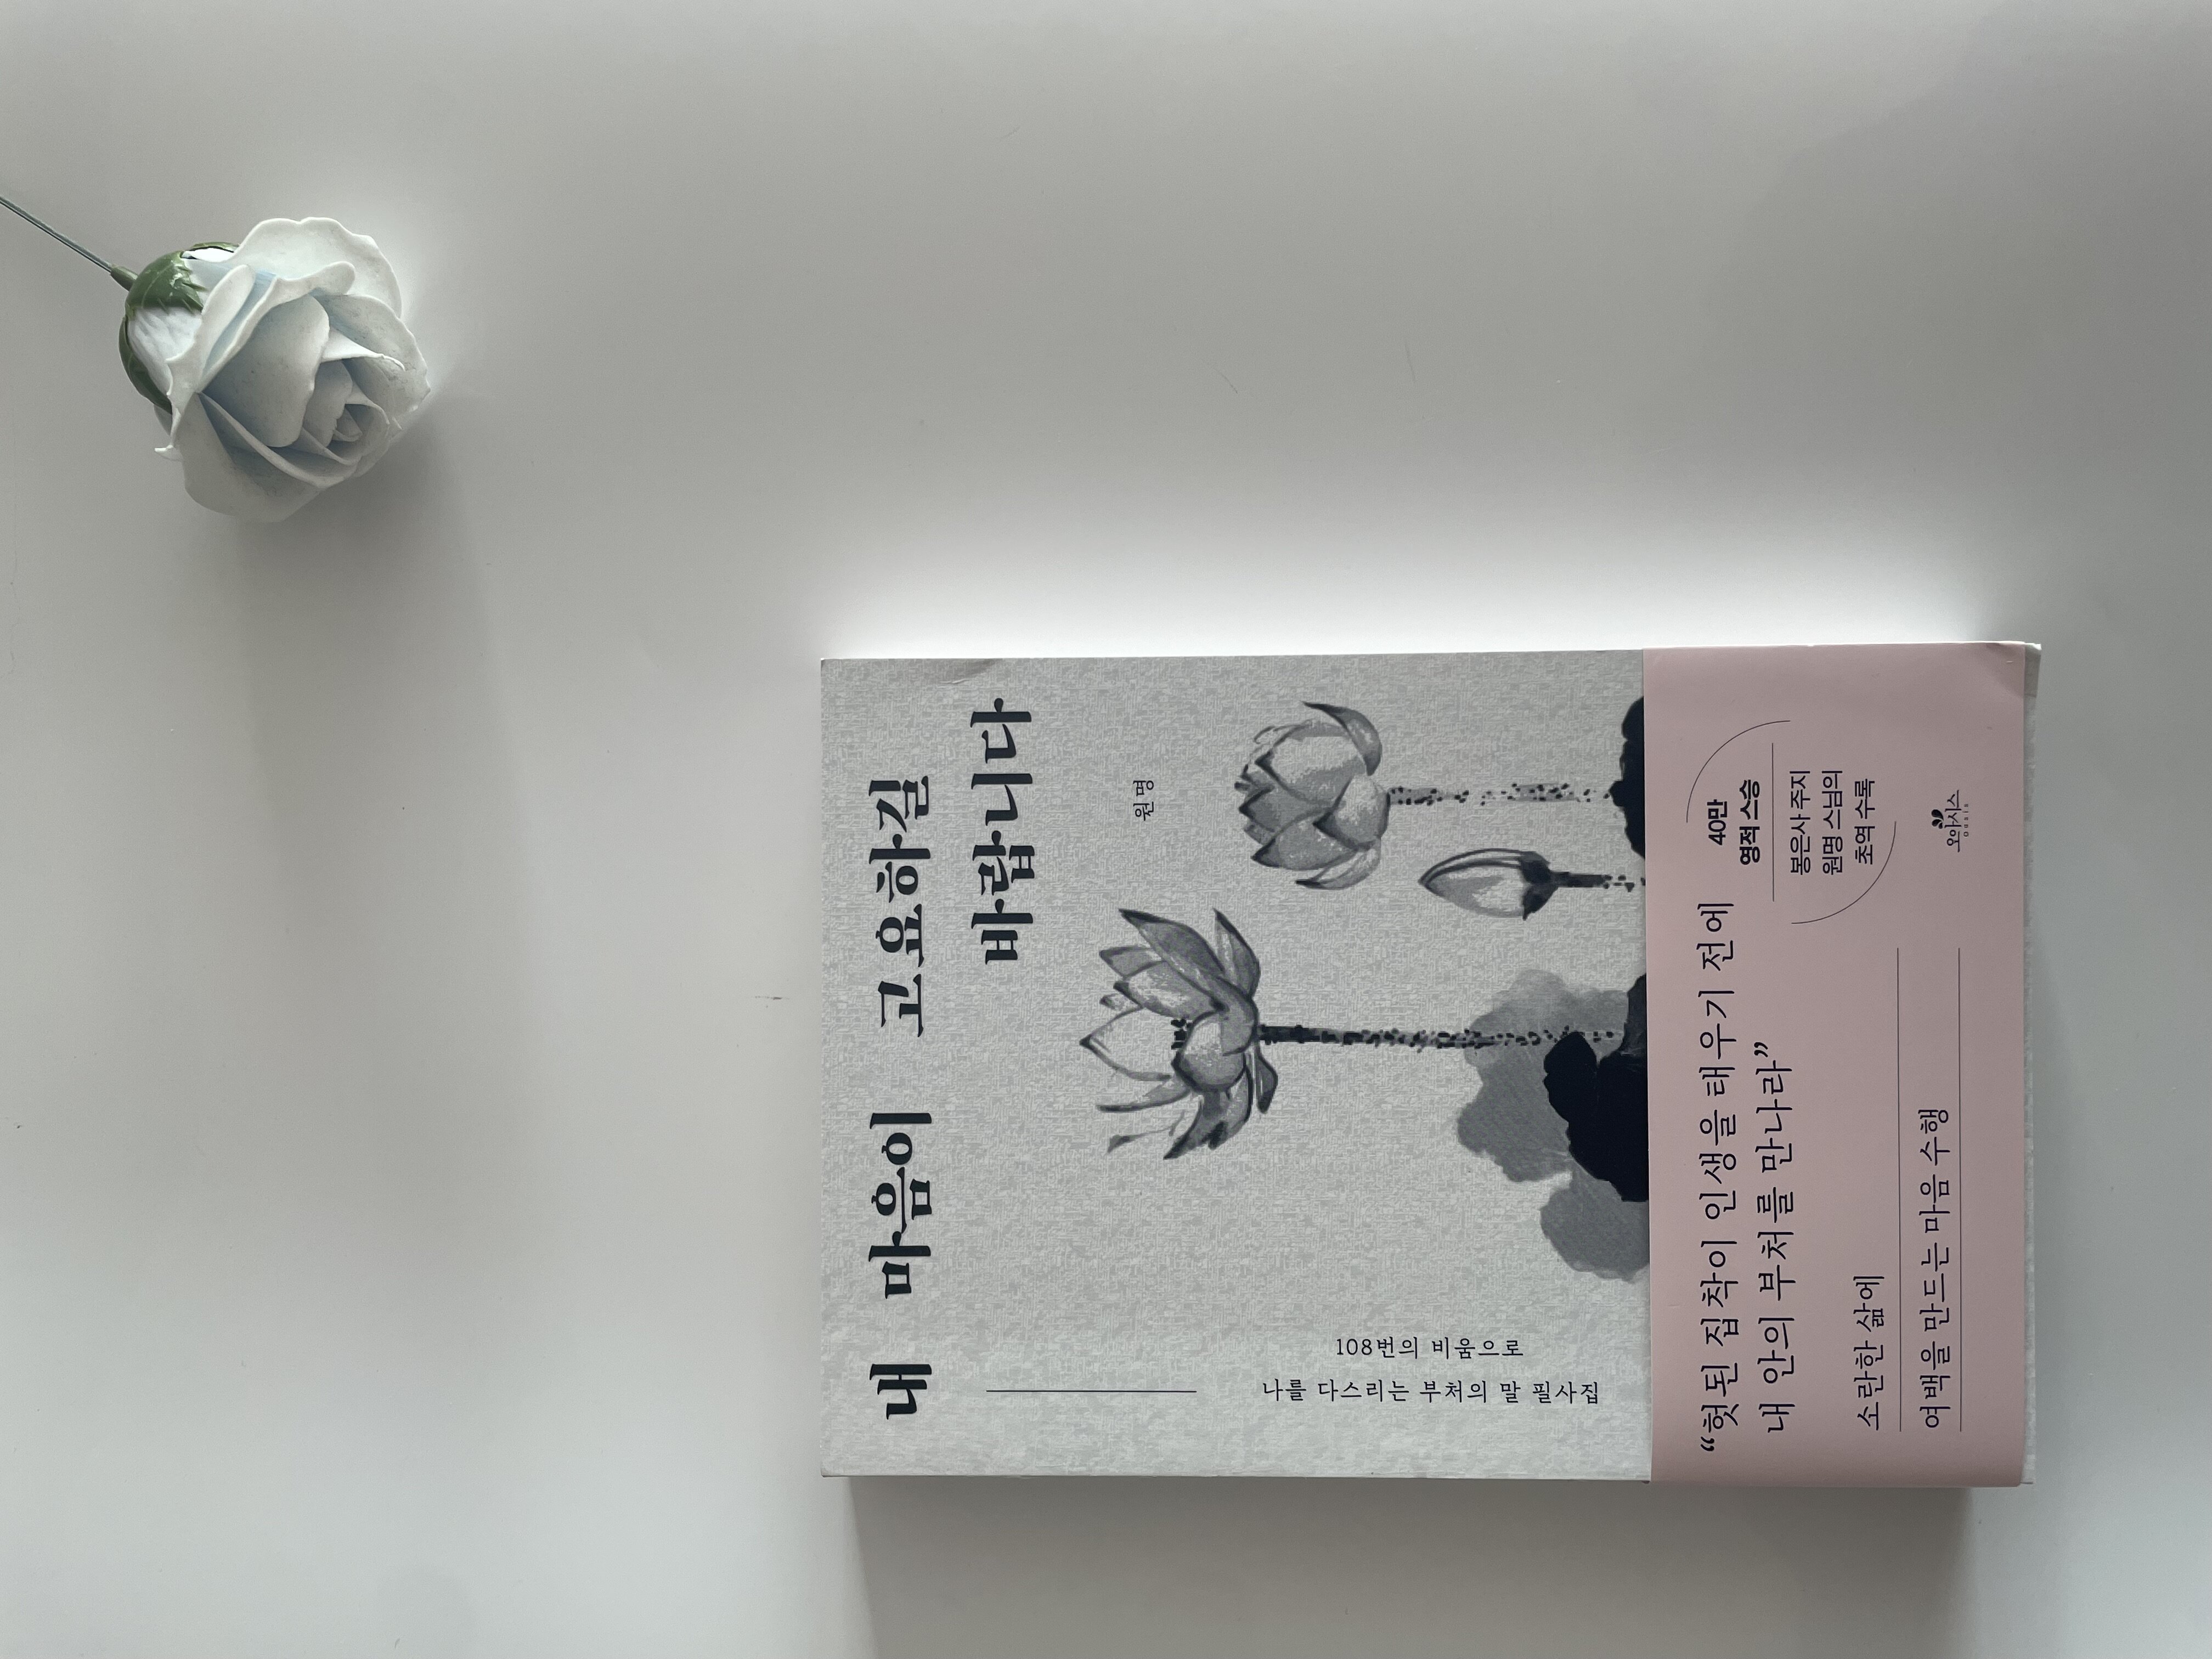 내 마음이 고요하길
바랍니다
원명
108번의 비움으로
나를 다스리는 부처의 말 필사집
“헛된 집착이 인생을 태우기 전에
내 안의 부처를 만나라”
40만
영적 스승
봉은사 주지
원명 스님의
초역 수록
소란한 삶에
여백을 만드는 마음 수행
오아시스
Oasis